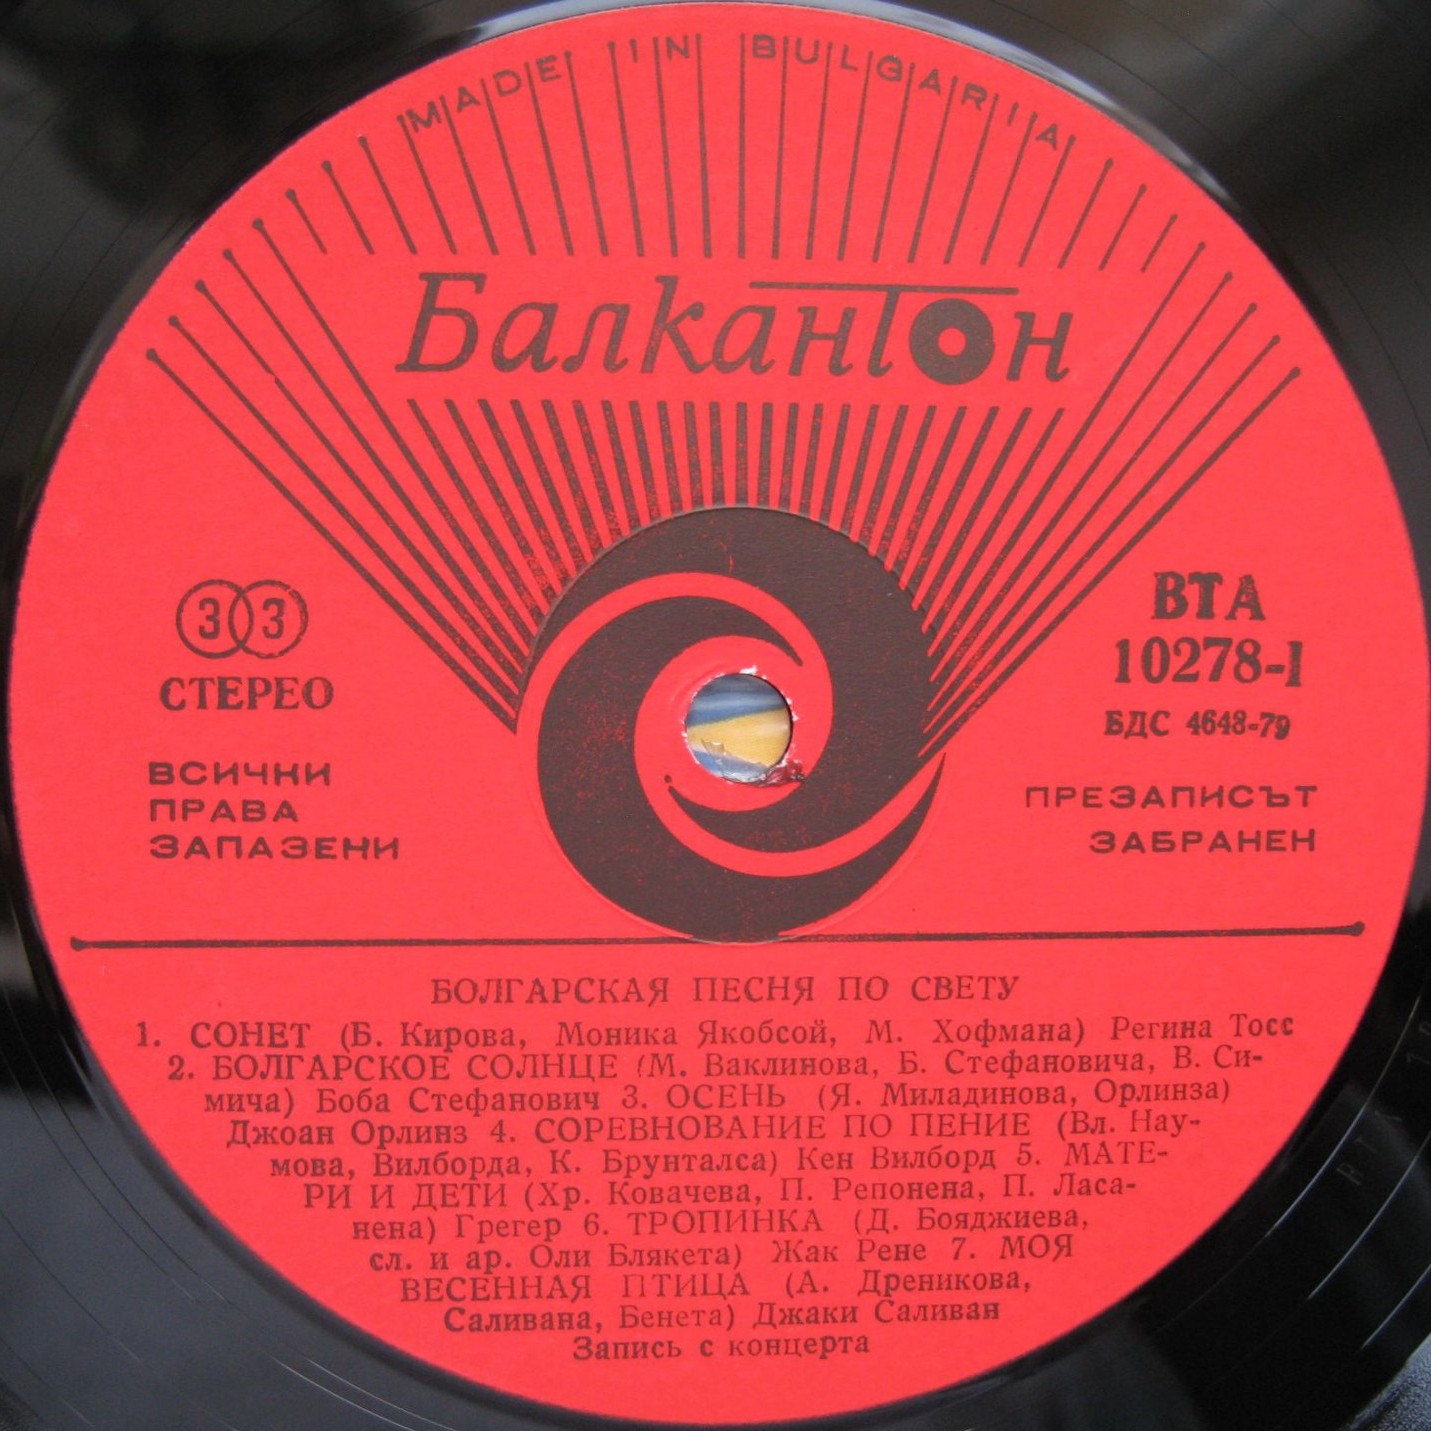 MADE IN BULGARIA
Балкантон
33
СТЕРЕО
ВСИЧКИ
ПРАВА
ЗАПАЗЕНИ
ВТА
10278-1
БДС 4648-79
ПРЕЗАПИСЪТ
ЗАБРАНЕН
БОЛГАРСКАЯ ПЕСНЯ ПО СВЕТУ
1. СОНЕТ (Б. Кирова, Моника Якобсой, М. Хофмана) Регина Тосс
2. БОЛГАРСКОЕ СОЛНЦЕ (М. Ваклинова, Б. Стефановича, В. Си-
мича) Боба Стефанович 3. ОСЕНЬ (Я. Миладинова, Орлинза)
Джоан Орлинз 4. СОРЕВНОВАНИЕ ПО ПЕНИЕ (Вл. Нау-
мова, Вилборда, К. Брунталса) Кен Вилборд 5. МАТЕ-
РИ И ДЕТИ (Хр. Ковачева, П. Репонена, П. Ласа-
нена) Грегер 6. ТРОПИНКА (Д. Бояджиева,
сл. и ар. Оли Блякета) Жак Рене 7. МОЯ
ВЕСЕННАЯ ПТИЦА (А. Дреникова,
Саливана, Бенета) Джаки Саливан
Запись с концерта